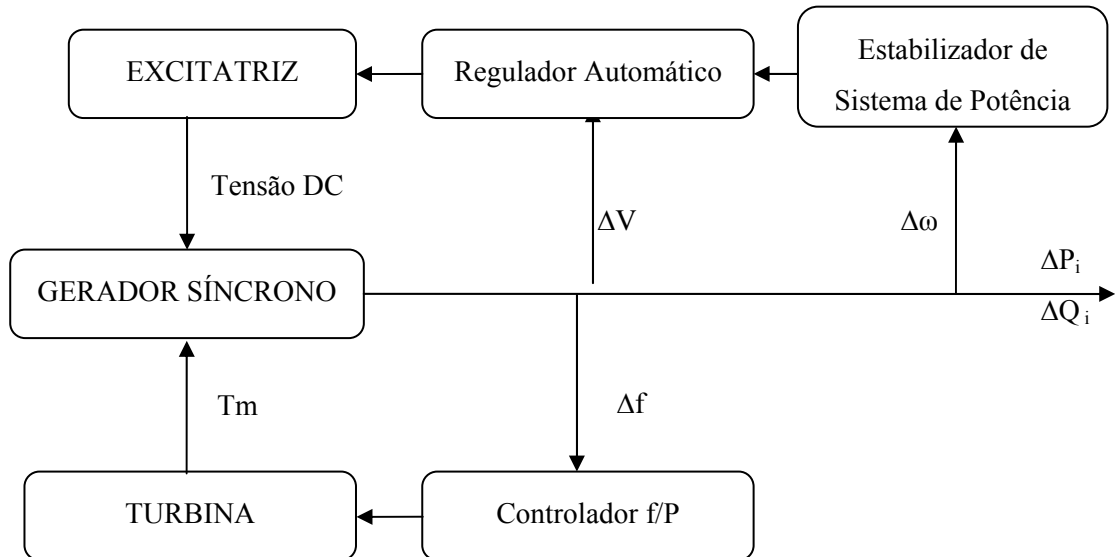 EXCITATRIZ
Regulador Automático
Estabilizador de
Sistema de Potência
Tensão DC
ΔV
Δω
ΔPᵢ
ΔQ ᵢ
GERADOR SÍNCRONO
Tm
Δf
TURBINA
Controlador f/P